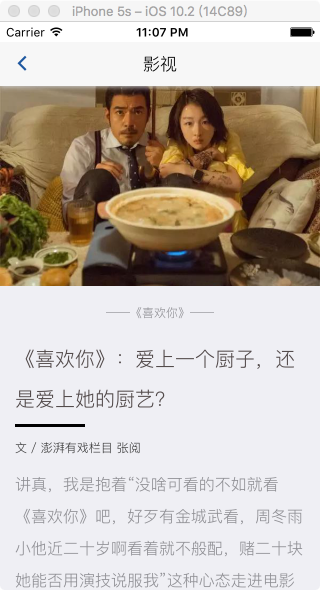 iPhone 5s – iOS 10.2 (14C89)
Carrier 11:07 PM
影视
《喜欢你》
《喜欢你》：爱上一个厨子，还
是爱上她的厨艺？
文 / 澎湃有戏栏目 张阅
讲真，我是抱着“没啥可看的不如就看
《喜欢你》吧，好歹有金城武看，周冬雨
小他近二十岁啊看着就不般配，赌二十块
她能否用演技说服我”这种心态走进电影